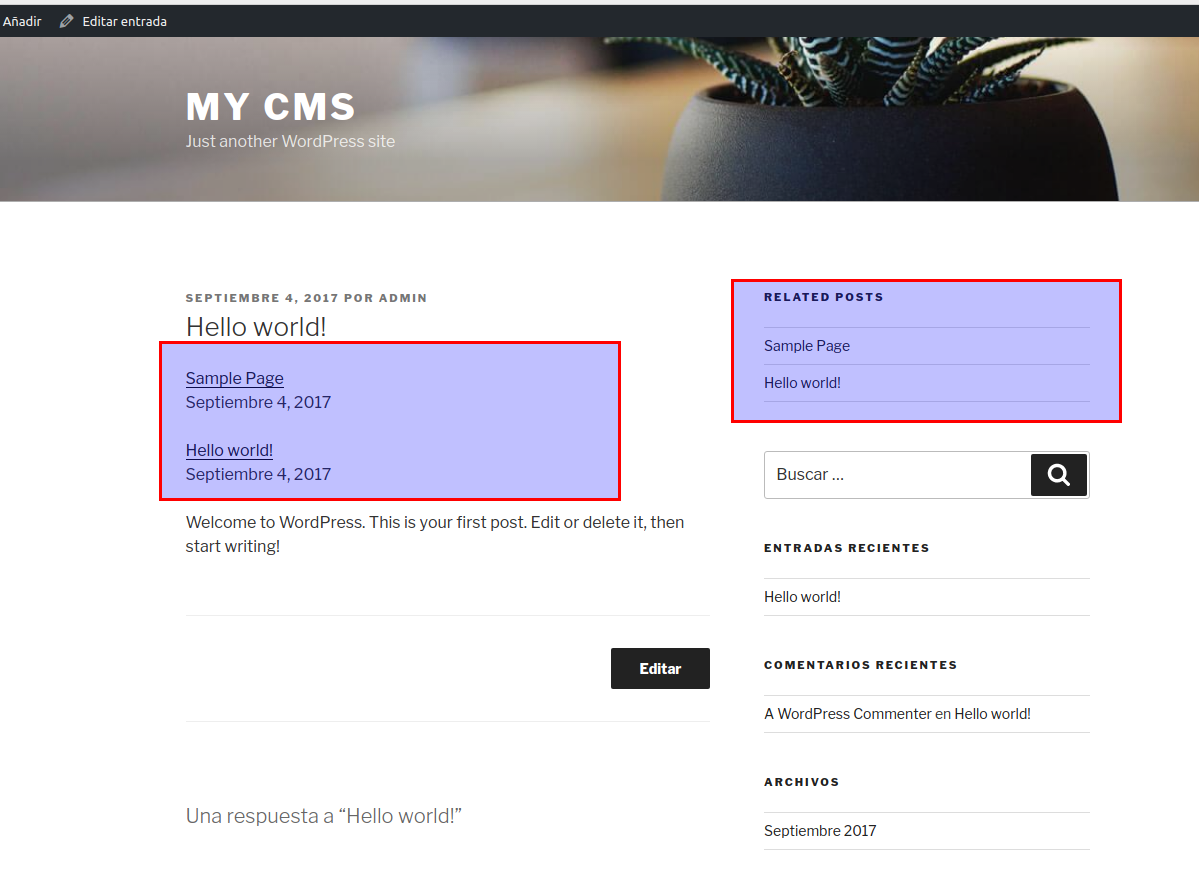 Añadir Editar entrada
MY CMS
Just another WordPress site
SEPTIEMBRE 4, 2017 POR ADMIN
Hello world!
Sample Page
Septiembre 4, 2017
Hello world!
Septiembre 4, 2017
Welcome to WordPress. This is your first post. Edit or delete it, then
start writing!
Editar
Una respuesta a “Hello world!”
RELATED POSTS
Sample Page
Hello world!
Buscar …
ENTRADAS RECIENTES
Hello world!
COMENTARIOS RECIENTES
A WordPress Commenter en Hello world!
ARCHIVOS
Septiembre 2017